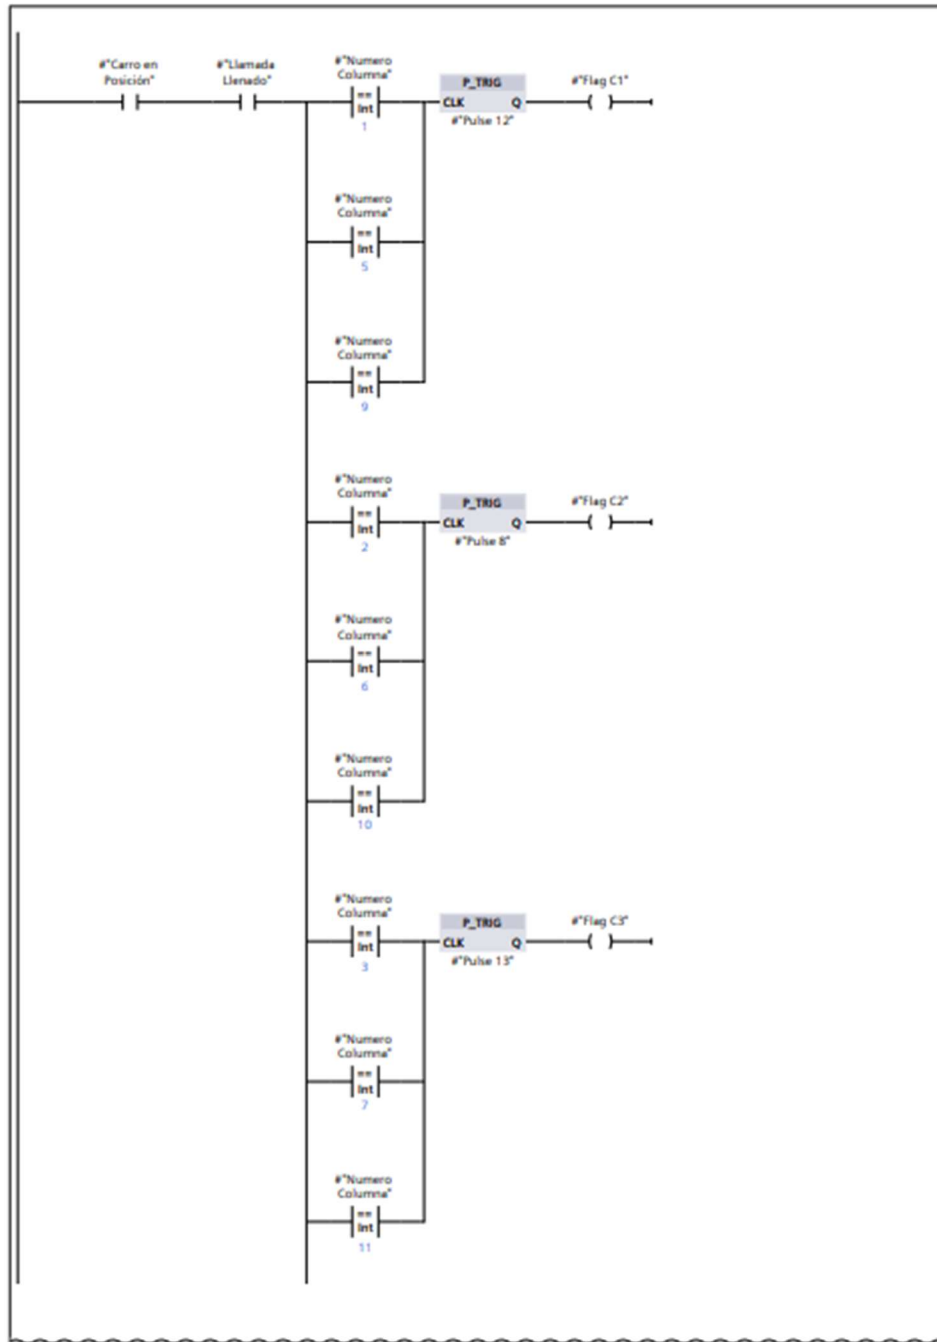 #"Carro en
Posición"
#"Llamada
Llenado"
#"Numero
Columna"
==
Int
1
P_TRIG
CLK Q
#"Pulse 12"
#"Flag C1"
#"Numero
Columna"
==
Int
5
#"Numero
Columna"
==
Int
9
#"Numero
Columna"
==
Int
2
P_TRIG
CLK Q
#"Pulse 8"
#"Flag C2"
#"Numero
Columna"
==
Int
6
#"Numero
Columna"
==
Int
10
#"Numero
Columna"
==
Int
3
P_TRIG
CLK Q
#"Pulse 13"
#"Flag C3"
#"Numero
Columna"
==
Int
7
#"Numero
Columna"
==
Int
11